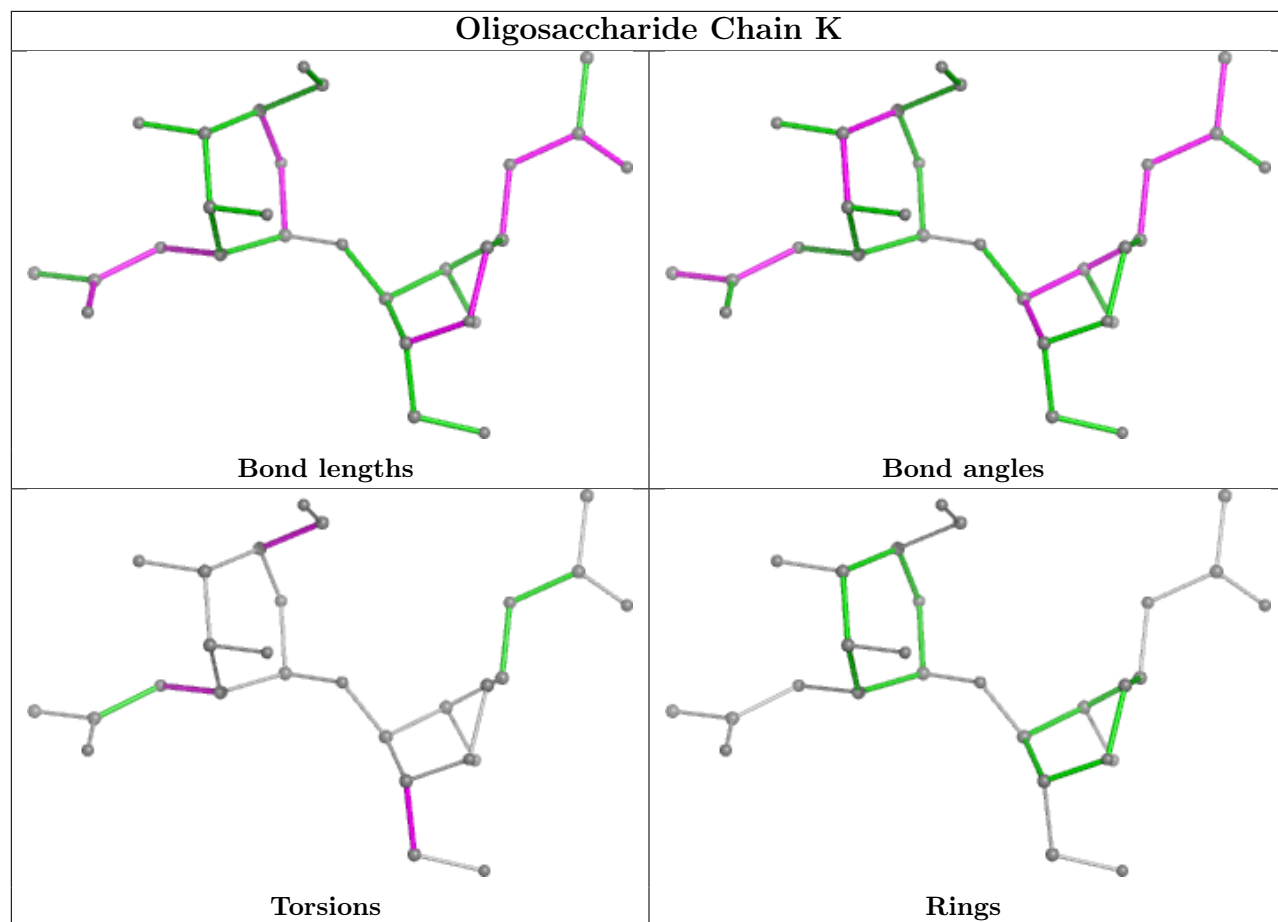 Oligosaccharide Chain K
Bond lengths
Bond angles
Torsions
Rings